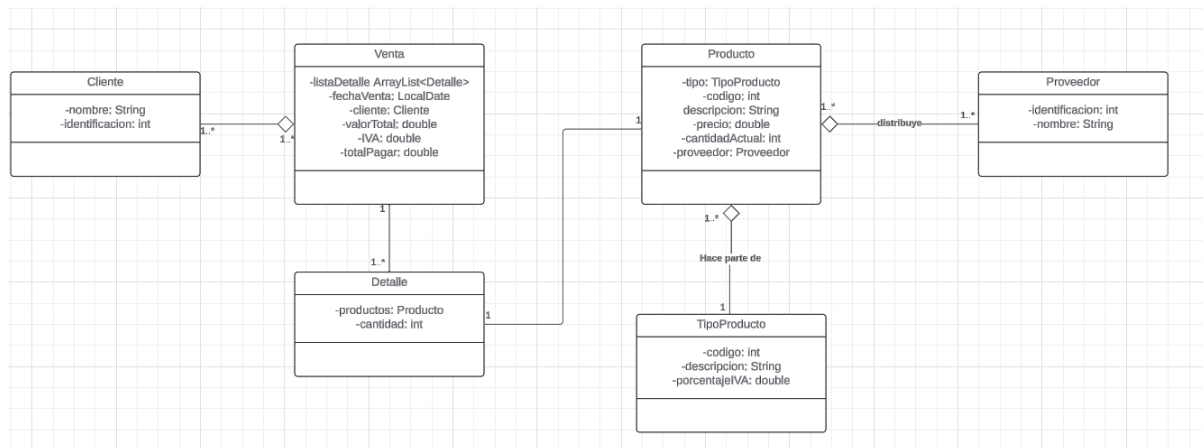 Cliente
-nombre: String
-identificacion: int
1..*
Venta
-listaDetalle ArrayList<Detalle>
-fechaVenta: LocalDate
-cliente: Cliente
-valorTotal: double
-IVA: double
-totalPagar: double
1..*
1
1..*
Detalle
-productos: Producto
-cantidad: int
1
1
Producto
-tipo: TipoProducto
-codigo: int
descripcion: String
-precio: double
-cantidadActual: int
-proveedor: Proveedor
1..*
distribuye
1..*
Proveedor
-identificacion: int
-nombre: String
1..*
Hace parte de
1
TipoProducto
-codigo: int
-descripcion: String
-porcentajeIVA: double